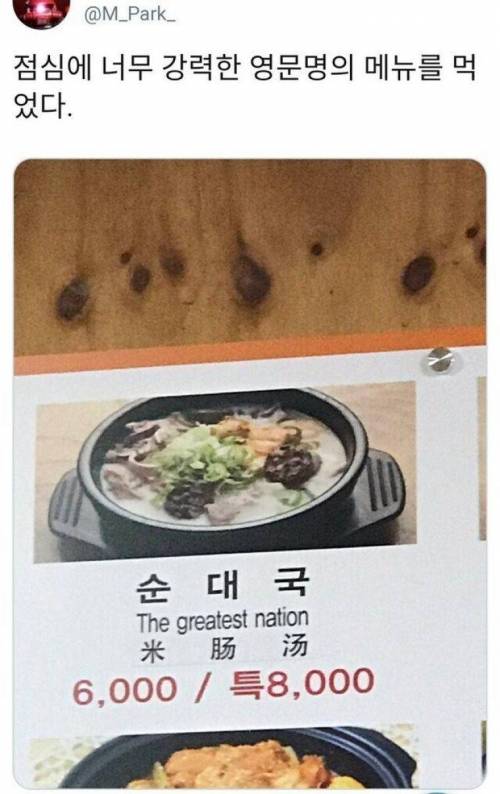 @M_Park_
점심에 너무 강력한 영문명의 메뉴를 먹
었다.
순 대 국
The greatest nation
米 肠 汤
6,000 / 특8,000